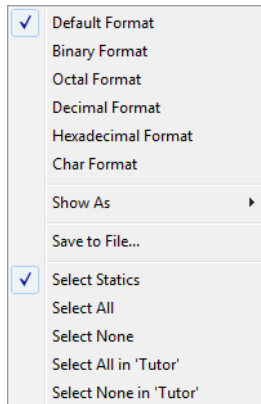 Default Format
Binary Format
Octal Format
Decimal Format
Hexadecimal Format
Char Format
Show As
Save to File...
Select Statics
Select All
Select None
Select All in 'Tutor'
Select None in 'Tutor'